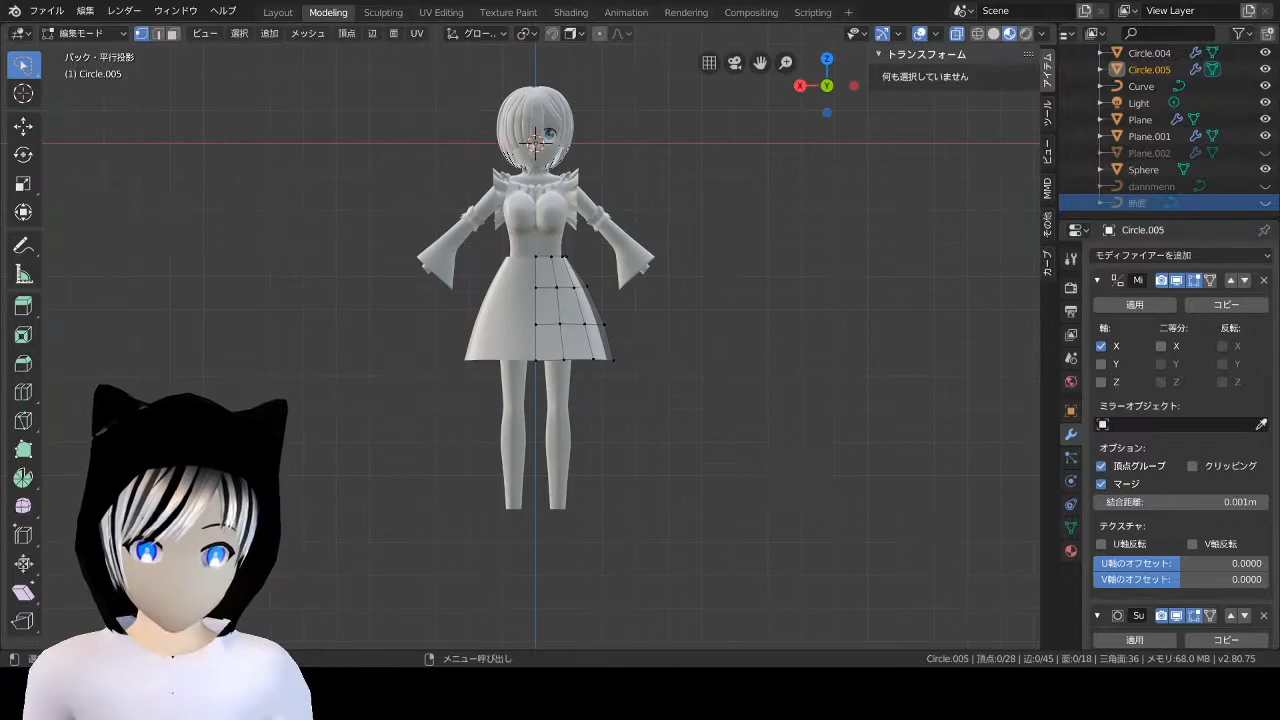 ファイル 編集 レンダー ウィンドウ ヘルプ Layout Modeling Sculpting UV Editing Texture Paint Shading Animation Rendering Compositing Scripting + Scene View Layer
編集モード ビュー 選択 追加 メッシュ 頂点 辺 面 UV グロー..
バック・平行投影
(1) Circle.005
Z
X
Y
トランスフォーム
何も選択していません
アイテム
ツール
ビュー
MMD
その他
カーブ
Circle.004
Circle.005
Curve
Light
Plane
Plane.001
Plane.002
Sphere
dannmenn
断面
Circle.005
モディファイアーを追加
Mi
適用 コピー
軸: 二等分: 反転:
X X X
Y Y Y
Z Z Z
ミラーオブジェクト:
オプション:
頂点グループ クリッピング
マージ
結合距離: 0.001m
テクスチャ:
U軸反転 V軸反転
U軸のオフセット: 0.0000
V軸のオフセット: 0.0000
Su
適用 コピー
メニュー呼び出し
Circle.005 | 頂点:0/28 | 辺:0/45 | 面:0/18 | 三角面:36 | メモリ:68.0 MB | v2.80.75